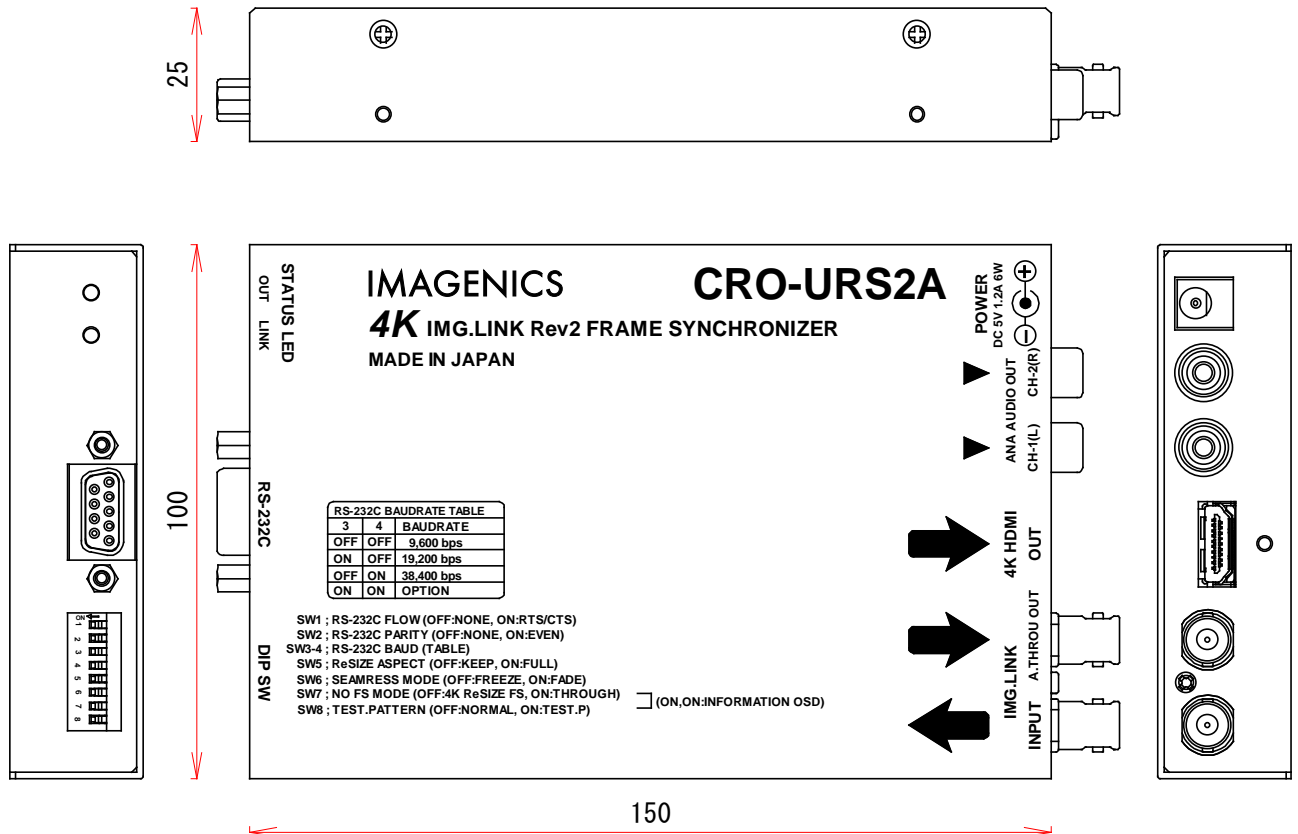 25
STATUS LED
OUT LINK
IMAGENICS
CRO-URS2A
4K IMG.LINK Rev2 FRAME SYNCHRONIZER
MADE IN JAPAN
POWER
DC 5V 1.2A 6W
ANA AUDIO OUT
CH-2(R)
CH-1(L)
100
RS-232C
RS-232C BAUDRATE TABLE
3 4 BAUDRATE
OFF OFF 9,600 bps
ON OFF 19,200 bps
OFF ON 38,400 bps
ON ON OPTION
4K HDMI
OUT
DIP SW
SW1 ; RS-232C FLOW (OFF:NONE, ON:RTS/CTS)
SW2 ; RS-232C PARITY (OFF:NONE, ON:EVEN)
SW3-4 ; RS-232C BAUD (TABLE)
SW5 ; ReSIZE ASPECT (OFF:KEEP, ON:FULL)
SW6 ; SEAMRESS MODE (OFF:FREEZE, ON:FADE)
SW7 ; NO FS MODE (OFF:4K ReSIZE FS, ON:THROUGH)
SW8 ; TEST.PATTERN (OFF:NORMAL, ON:TEST.P)
(ON,ON:INFORMATION OSD)
IMG.LINK
A.THROU OUT
INPUT
ON
1
2
3
4
5
6
7
8
150